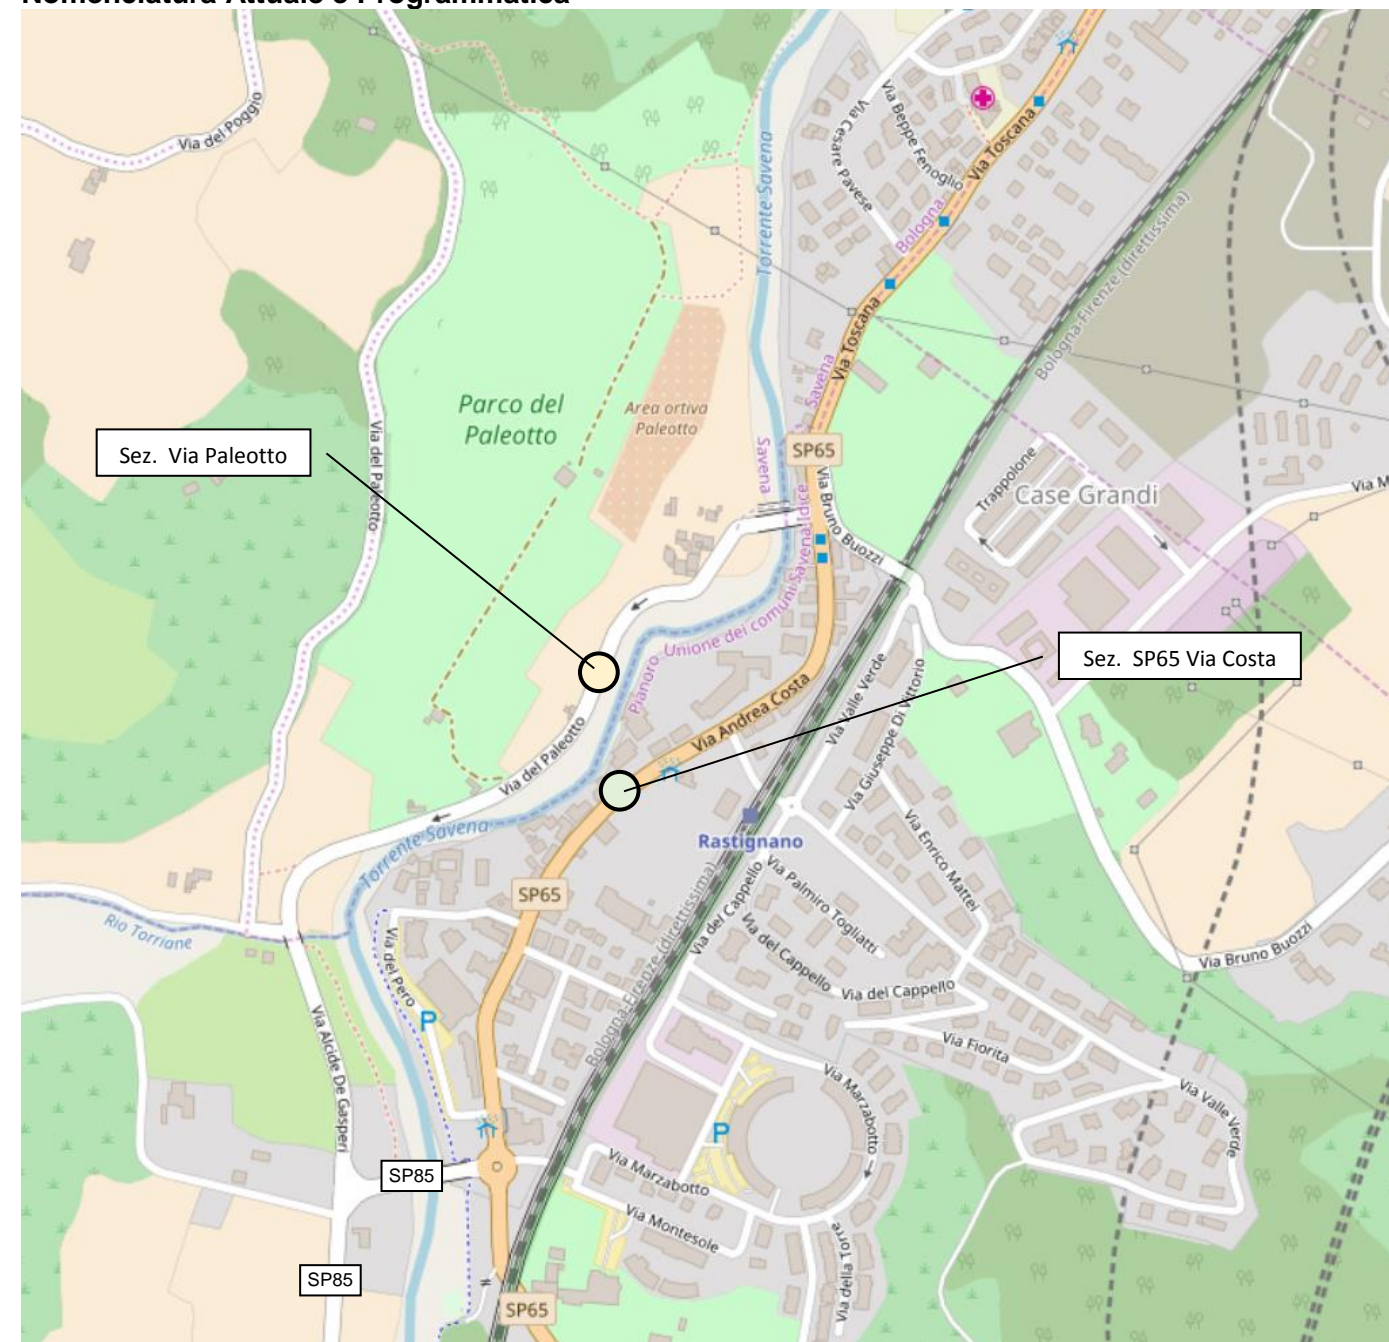 Nomenclatura Attuale e Programmatica
Via del Poggio
Via Cesare Pavese
Via Beppe Fenoglio
Via Toscana
Torrente Savena
Bologna
Bologna-Firenze (direttissima)
Via Toscana
Savena
Parco del
Paleotto
Area ortiva
Paleotto
Sez. Via Paleotto
Via del Paleotto
Savena
SP65
Via Bruno Buozzi
Trappolone
Case Grandi
Via M
Pianoro
Unione dei comuni Savena-Idice
Sez. SP65 Via Costa
Via Andrea Costa
Via Valle Verde
Via Giuseppe Di Vittorio
Via del Paleotto
Torrente Savena
Rastignano
Via Enrico Mattei
SP65
Via Palmiro Togliatti
Via del Cappello
Via del Cappello
Via del Cappello
Rio Torriane
Via del Pero
P
Via Bruno Buozzi
Bologna-Firenze (direttissima)
Via Fiorita
Via Alcide De Gasperi
Via Marzabotto
Via Valle Verde
P
SP85
Via Marzabotto
Via Montesole
Via della Torre
SP85
SP65